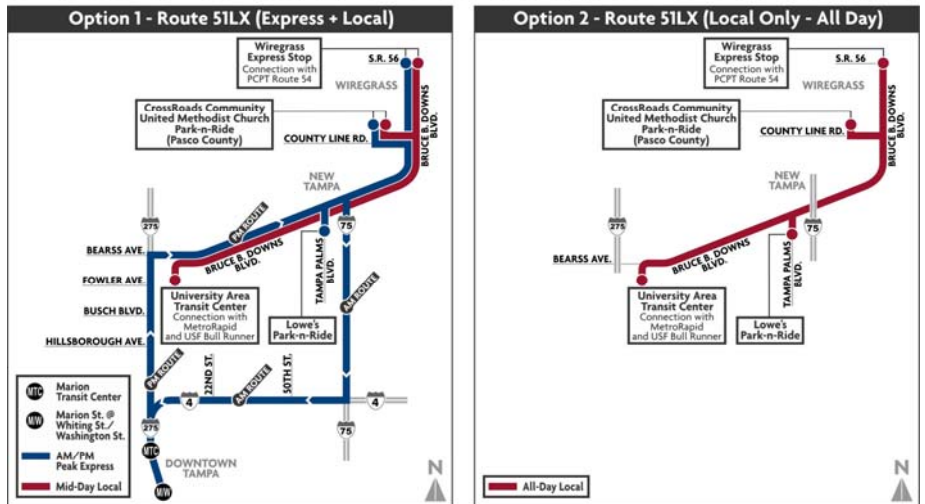 Option 1 - Route 51LX (Express + Local)
Wiregrass
Express Stop
Connection with
PCPT Route 54
S.R. 56
WIREGRASS
CrossRoads Community
United Methodist Church
Park-n-Ride
(Pasco County)
COUNTY LINE RD.
BRUCE B. DOWNS
BLVD.
NEW
TAMPA
275
75
PM ROUTE
BEARSS AVE.
BRUCE B. DOWNS
BLVD.
TAMPA PALMS
BLVD.
AM ROUTE
FOWLER AVE.
University Area
Transit Center
Connection with
MetroRapid
and USF Bull Runner
BUSCH BLVD.
Lowe's
Park-n-Ride
HILLSBOROUGH AVE.
PM ROUTE
22ND ST.
AM ROUTE
50TH ST.
4
4
275
75
MTC
M/W
DOWNTOWN
TAMPA
MTC Marion
Transit Center
M/W Marion St. @
Whiting St./
Washington St.
AM/PM
Peak Express
Mid-Day Local
N
Option 2 - Route 51LX (Local Only - All Day)
Wiregrass
Express Stop
Connection with
PCPT Route 54
S.R. 56
WIREGRASS
CrossRoads Community
United Methodist Church
Park-n-Ride
(Pasco County)
COUNTY LINE RD.
BRUCE B. DOWNS
BLVD.
NEW
TAMPA
275
75
BEARSS AVE.
BRUCE B. DOWNS
BLVD.
TAMPA PALMS
BLVD.
University Area
Transit Center
Connection with
MetroRapid
and USF Bull Runner
Lowe's
Park-n-Ride
All-Day Local
N